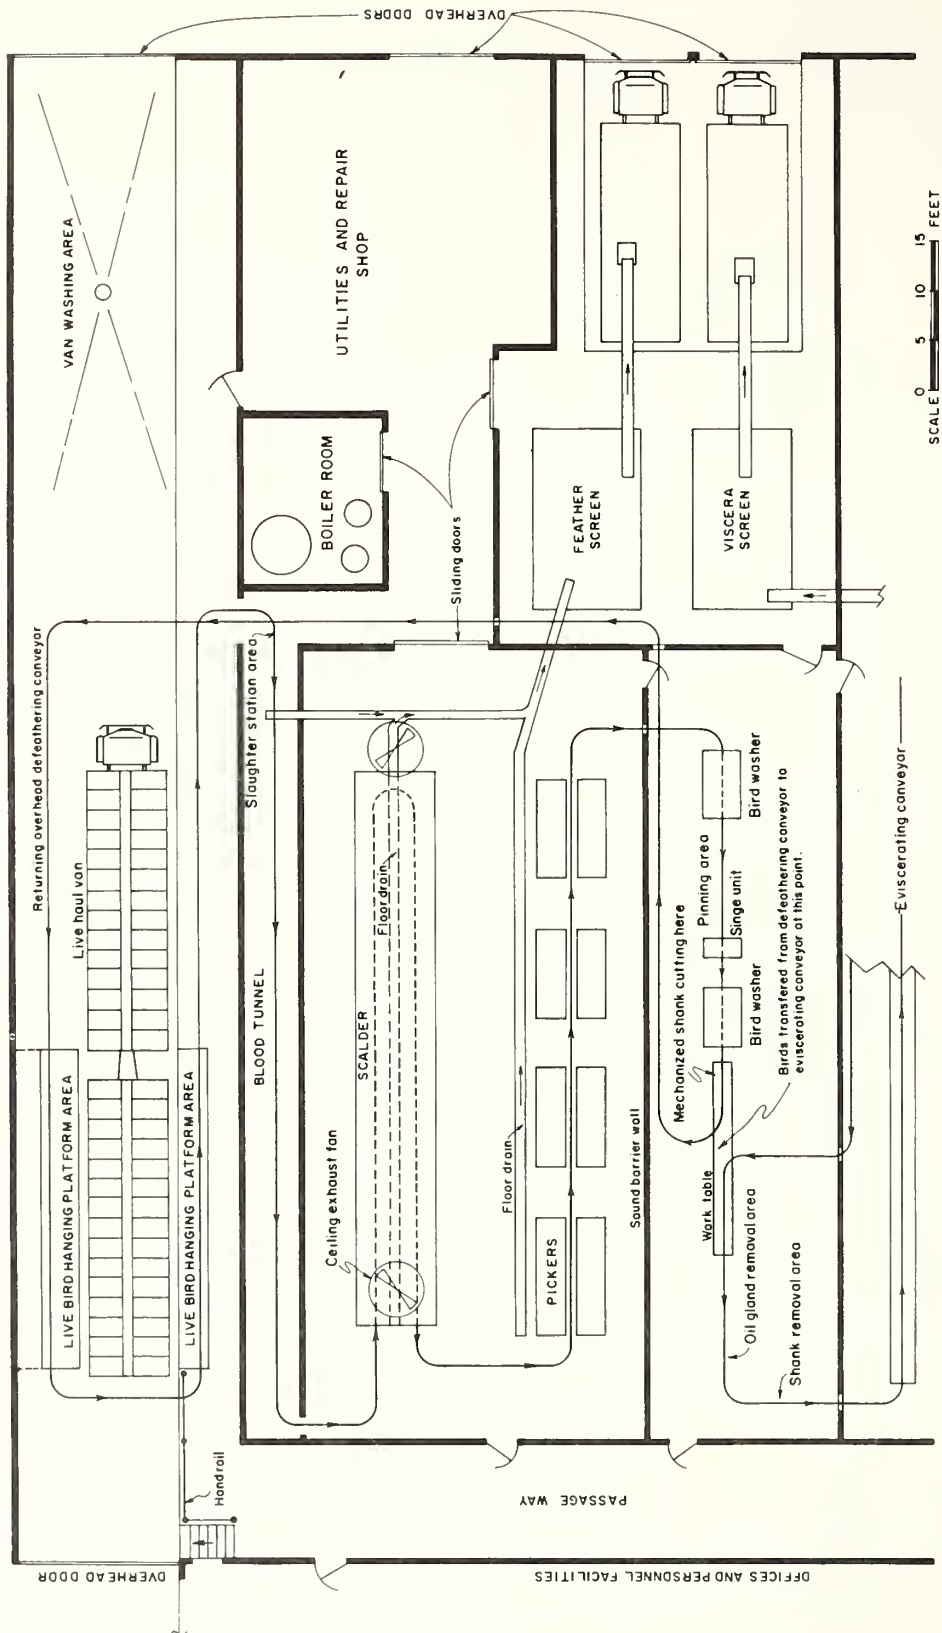 OVERHEAD DOORS
VAN WASHING AREA
UTILITIES AND REPAIR
SHOP
BOILER ROOM
Sliding doors
FEATHER
SCREEN
VISCERA
SCREEN
SCALE
0 5 10 15
FEET
Returning overhead defeathering conveyor
Live haul van
LIVE BIRD HANGING PLATFORM AREA
LIVE BIRD HANGING PLATFORM AREA
Slaughter station area
BLOOD TUNNEL
SCALDER
Floor drain
Ceiling exhaust fan
Floor drain
PICKERS
Sound barrier wall
Mechanized shank cutting here
Pinning area
Singe unit
Bird washer
Bird washer
Work table
Birds transfered from defeathering conveyor to
eviscerating conveyor at this point.
Oil gland removal area
Shank removal area
Eviscerating conveyor
Handrail
PASSAGE WAY
OVERHEAD DOOR
OFFICES AND PERSONNEL FACILITIES